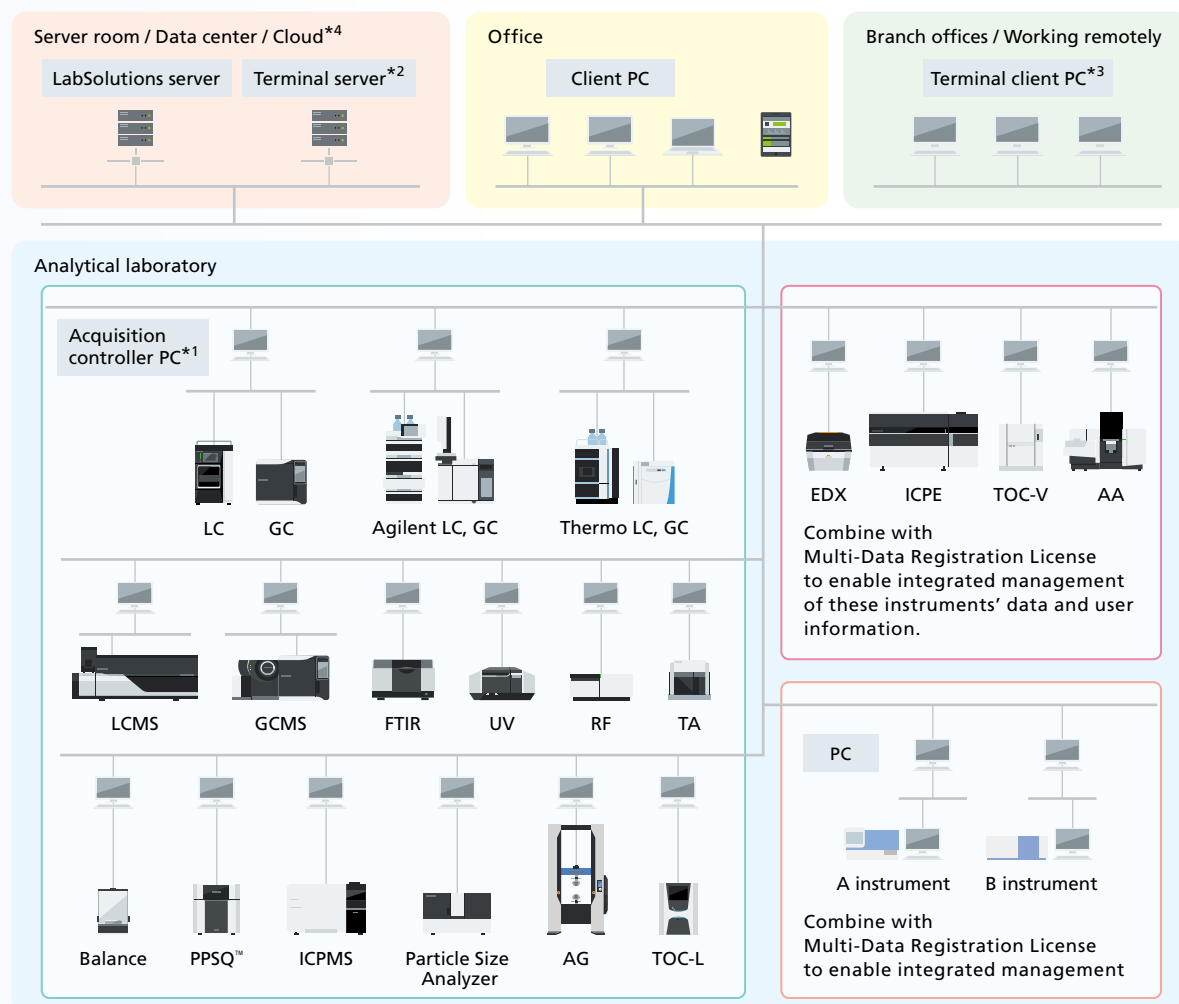 Server room / Data center / Cloud*4
LabSolutions server
Terminal server*2
Office
Client PC
Branch offices / Working remotely
Terminal client PC*3
Analytical laboratory
Acquisition
controller PC*1
LC
GC
Agilent LC, GC
Thermo LC, GC
LCMS
GCMS
FTIR
UV
RF
TA
Balance
PPSQ™
ICPMS
Particle Size
Analyzer
AG
TOC-L
EDX
ICPE
TOC-V
AA
Combine with
Multi-Data Registration License
to enable integrated management
of these instruments’ data and user
information.
PC
A instrument
B instrument
Combine with
Multi-Data Registration License
to enable integrated management